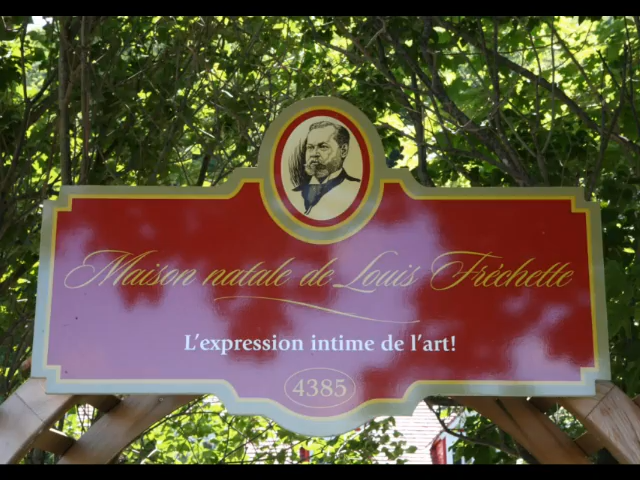 Maison natale de Louis Fréchette
L'expression intime de l'art!
4385